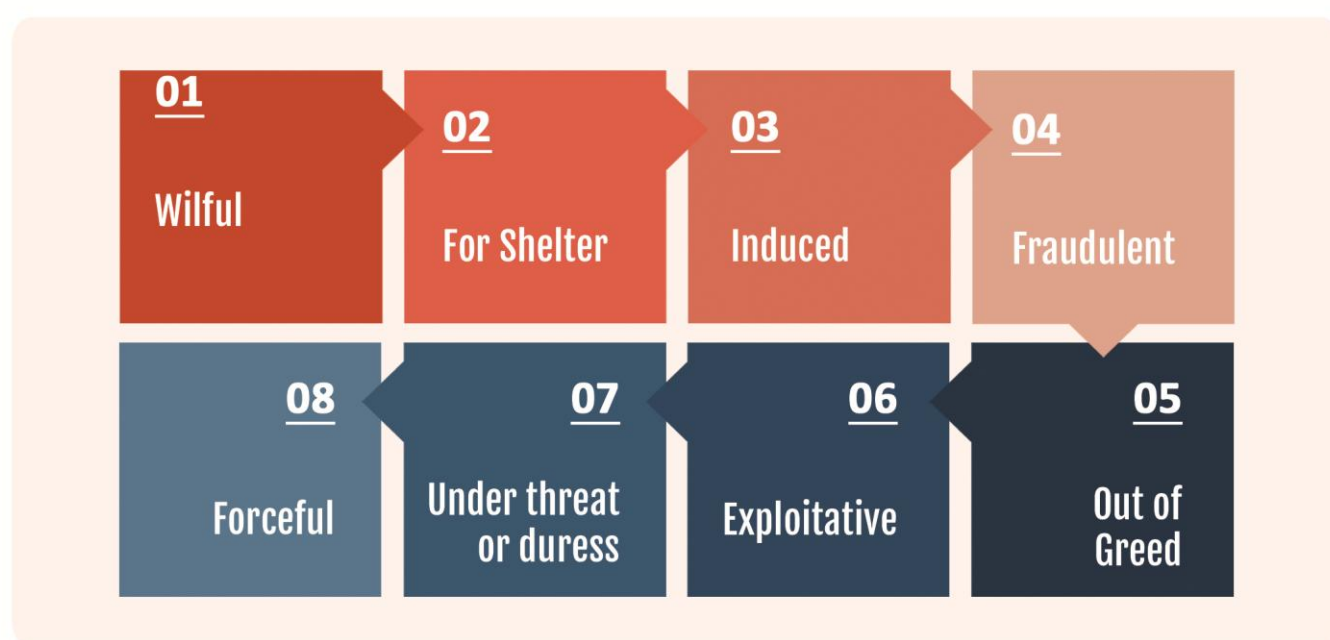 01
Wilful
02
For Shelter
03
Induced
04
Fraudulent
05
Out of
Greed
06
Exploitative
07
Under threat
or duress
08
Forceful